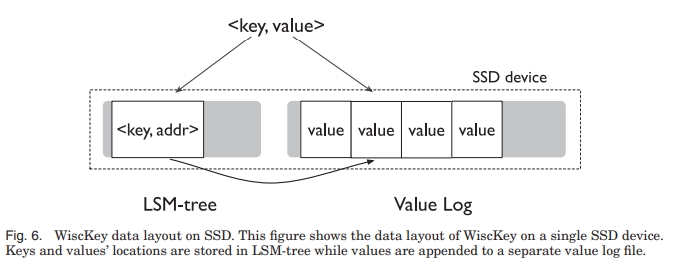 <key, value>
SSD device
<key, addr>
value value value value
LSM-tree Value Log
Fig. 6. WiscKey data layout on SSD. This figure shows the data layout of WiscKey on a single SSD device.
Keys and values' locations are stored in LSM-tree while values are appended to a separate value log file.